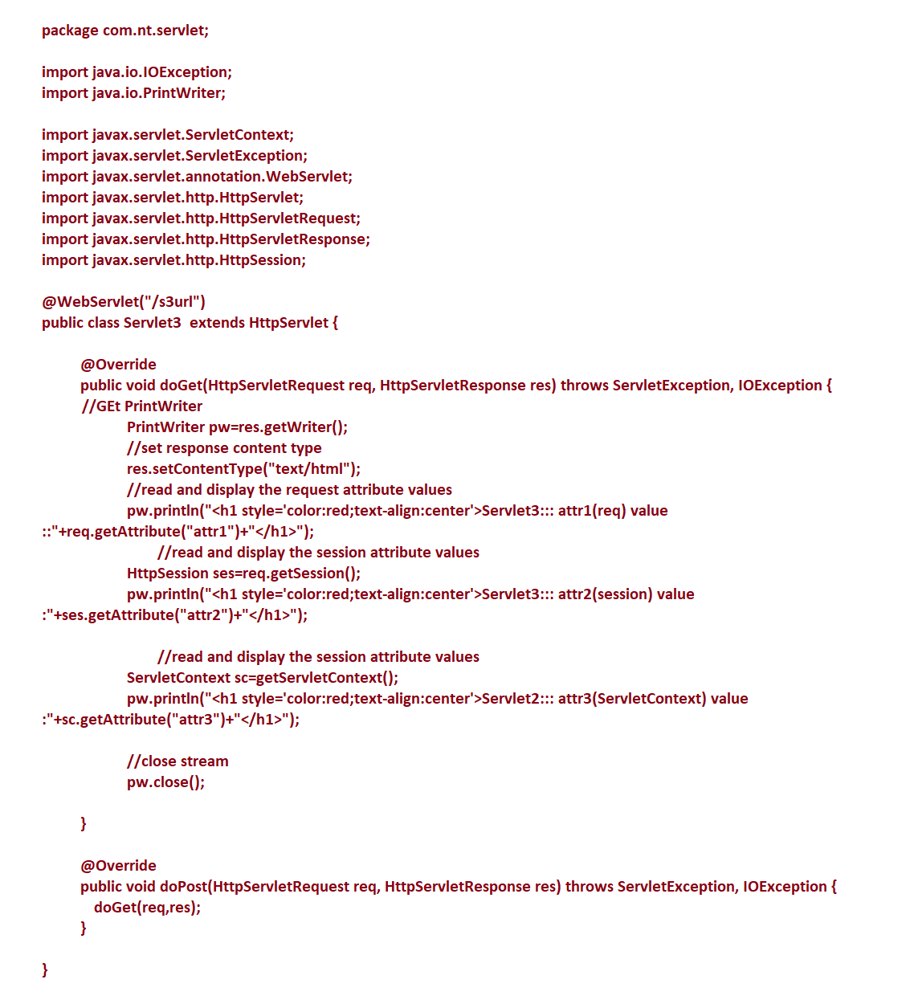 package com.nt.servlet;
import java.io.IOException;
import java.io.PrintWriter;
import javax.servlet.ServletContext;
import javax.servlet.ServletException;
import javax.servlet.annotation.WebServlet;
import javax.servlet.http.HttpServlet;
import javax.servlet.http.HttpServletRequest;
import javax.servlet.http.HttpServletResponse;
import javax.servlet.http.HttpSession;
@WebServlet("/s3url")
public class Servlet3  extends HttpServlet {
@Override
public void doGet(HttpServletRequest req, HttpServletResponse res) throws ServletException, IOException {
//GEt PrintWriter
PrintWriter pw=res.getWriter();
//set response content type
res.setContentType("text/html");
//read and display the request attribute values
pw.println("<h1 style='color:red;text-align:center'>Servlet3::: attr1(req) value
::"+req.getAttribute("attr1")+"</h1>");
//read and display the session attribute values
HttpSession ses=req.getSession();
pw.println("<h1 style='color:red;text-align:center'>Servlet3::: attr2(session) value
:"+ses.getAttribute("attr2")+"</h1>");
//read and display the session attribute values
ServletContext sc=getServletContext();
pw.println("<h1 style='color:red;text-align:center'>Servlet2::: attr3(ServletContext) value
:"+sc.getAttribute("attr3")+"</h1>");
//close stream
pw.close();
}
@Override
public void doPost(HttpServletRequest req, HttpServletResponse res) throws ServletException, IOException {
doGet(req,res);
}
}